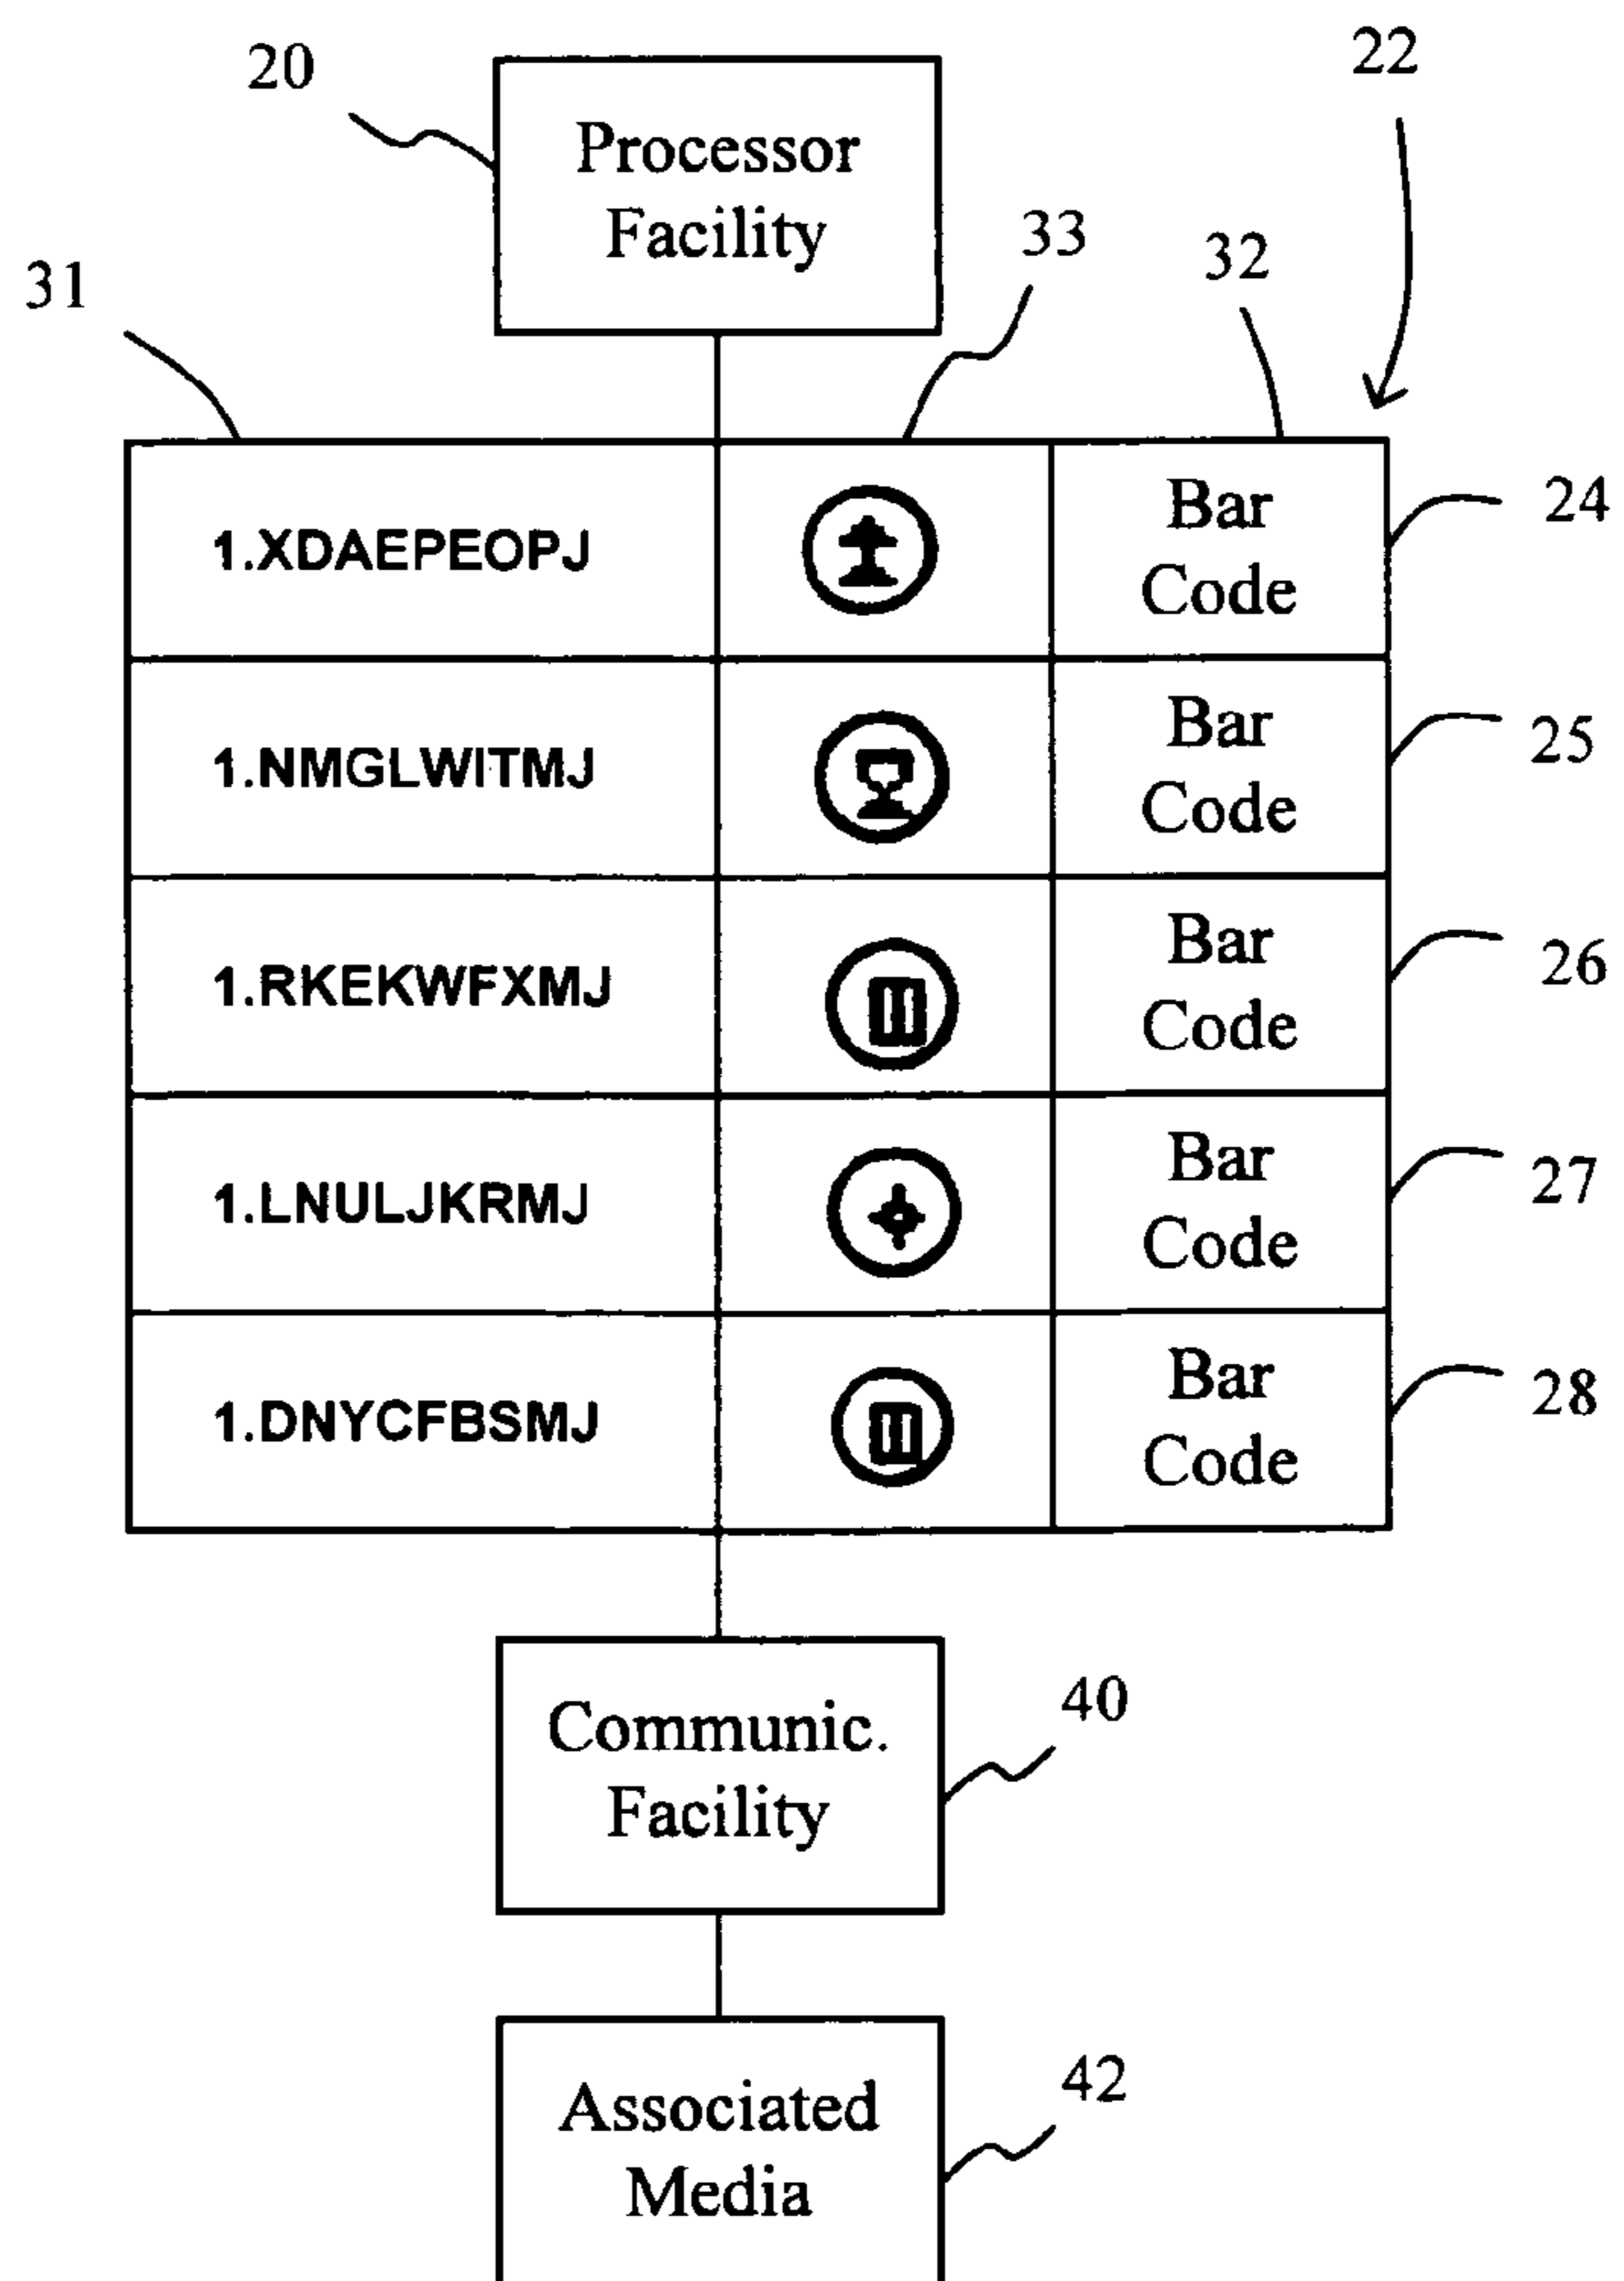 20
22
Processor
Facility
33
32
31
1.XDAEPEOPJ
Bar
Code
24
1.NMGLWITMJ
Bar
Code
25
1.RKEKWFXMJ
Bar
Code
26
1.LNULJKRMJ
Bar
Code
27
1.DNYCFBSMJ
Bar
Code
28
Communic.
Facility
40
Associated
Media
42